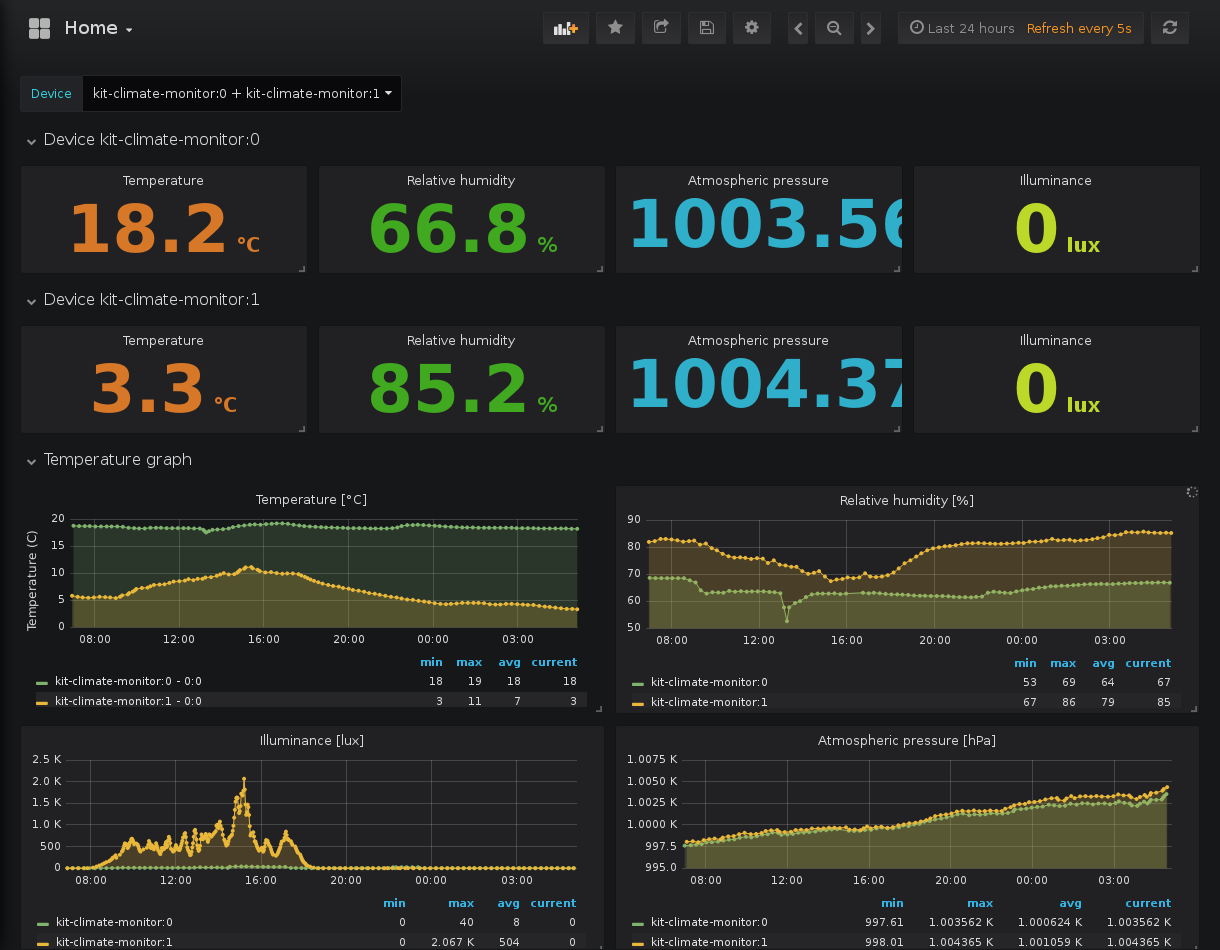 Home
Last 24 hours Refresh every 5s
Device kit-climate-monitor:0 + kit-climate-monitor:1
Device kit-climate-monitor:0
Temperature Relative humidity Atmospheric pressure Illuminance
18.2 °C 66.8 % 1003.56 0 lux
Device kit-climate-monitor:1
Temperature Relative humidity Atmospheric pressure Illuminance
3.3 °C 85.2 % 1004.37 0 lux
Temperature graph
Temperature [°C]
Temperature (C)
20
15
10
5
0
08:00 12:00 16:00 20:00 00:00 03:00
min max avg current
kit-climate-monitor:0 - 0:0 18 19 18 18
kit-climate-monitor:1 - 0:0 3 11 7 3
Relative humidity [%]
90
80
70
60
50
08:00 12:00 16:00 20:00 00:00 03:00
min max avg current
kit-climate-monitor:0 53 69 64 67
kit-climate-monitor:1 67 86 79 85
Illuminance [lux]
2.5 K
2.0 K
1.5 K
1.0 K
500
0
08:00 12:00 16:00 20:00 00:00 03:00
min max avg current
kit-climate-monitor:0 0 40 8 0
kit-climate-monitor:1 0 2.067 K 504 0
Atmospheric pressure [hPa]
1.0075 K
1.0050 K
1.0025 K
1.0000 K
997.5
995.0
08:00 12:00 16:00 20:00 00:00 03:00
min max avg current
kit-climate-monitor:0 997.61 1.003562 K 1.000624 K 1.003562 K
kit-climate-monitor:1 998.01 1.004365 K 1.001059 K 1.004365 K